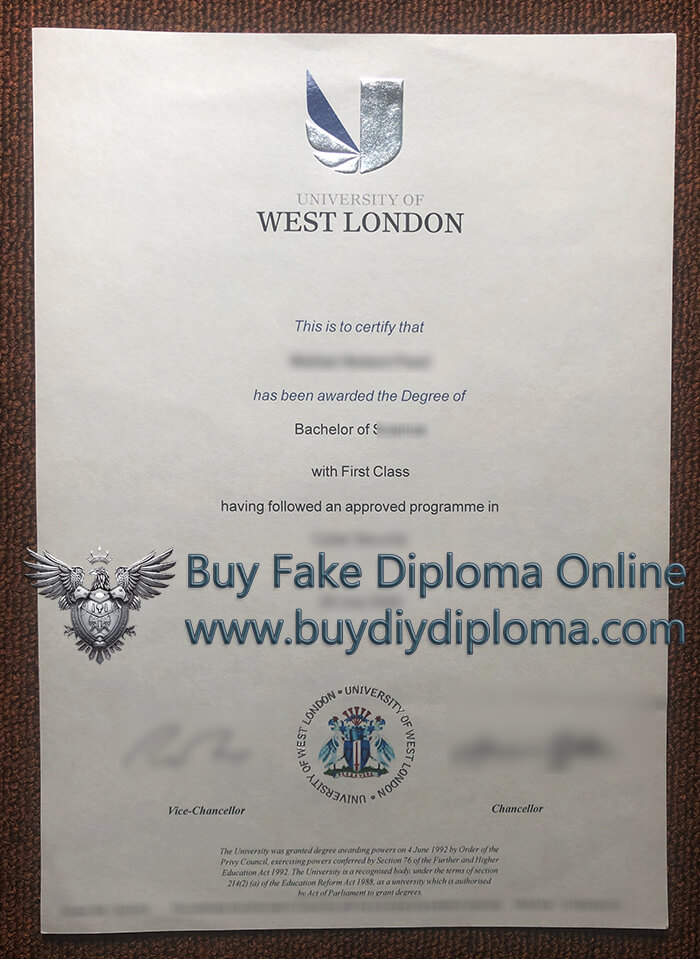 UNIVERSITY OF
WEST LONDON
This is to certify that
has been awarded the Degree of
Bachelor of
with First Class
having followed an approved programme in
Buy Fake Diploma Online
www.buydiydiploma.com
UNIVERSITY OF WEST LONDON • UNIVERSITY OF WEST LONDON •
Vice-Chancellor
Chancellor
The University was granted degree awarding powers on 4 June 1992 by Order of the
Privy Council, exercising powers conferred by Section 76 of the Further and Higher
Education Act 1992. The University is a recognised body, under the terms of section
214(2) (a) of the Education Reform Act 1988, as a university which is authorised
by Act of Parliament to grant degrees.